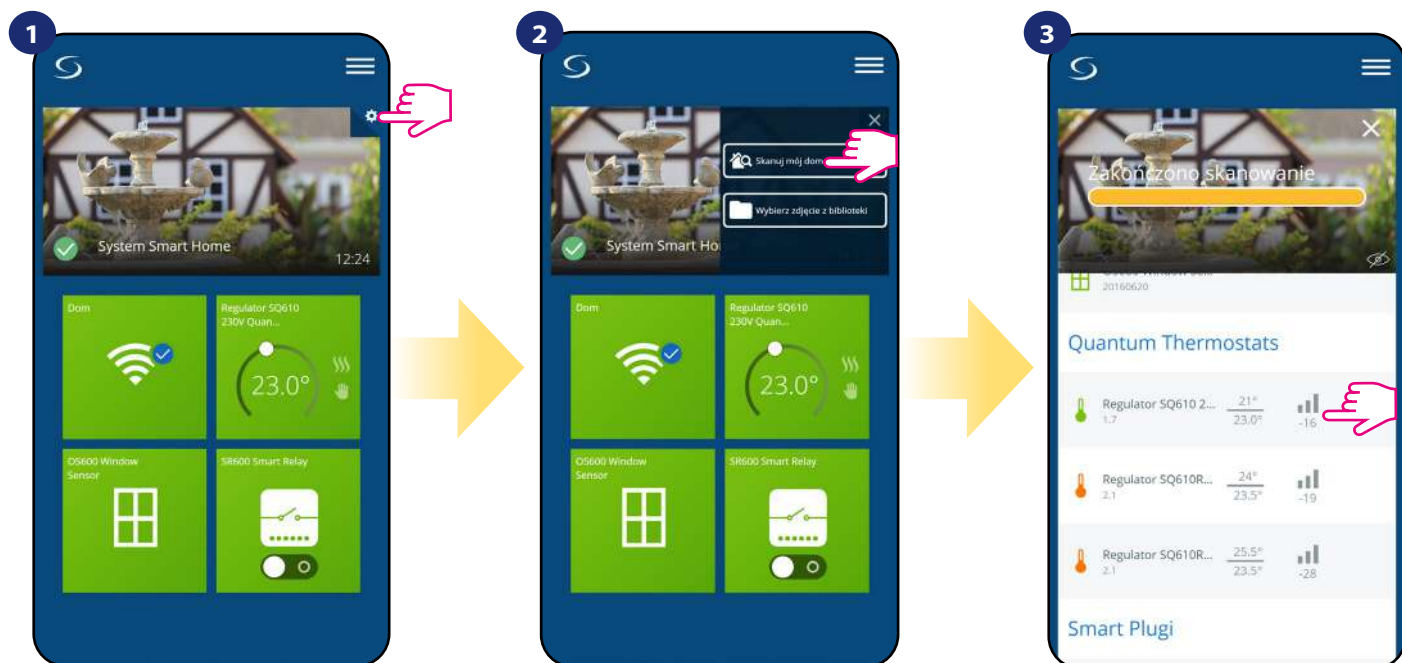 1
System Smart Home
12:24
Dom
Regulator SQ610
230V Quan...
23.0°
OS600 Window
Sensor
SR600 Smart Relay
2
Skanuj mój dom
Wybierz zdjęcie z biblioteki
System Smart Ho
Dom
Regulator SQ610
230V Quan...
23.0°
OS600 Window
Sensor
SR600 Smart Relay
3
Zakończono skanowanie
20160620
Quantum Thermostats
Regulator SQ610 2... 21°
1.7 23.0° -16
Regulator SQ610R... 24°
2.1 23.5° -19
Regulator SQ610R... 25.5°
2.1 23.5° -28
Smart Plugi